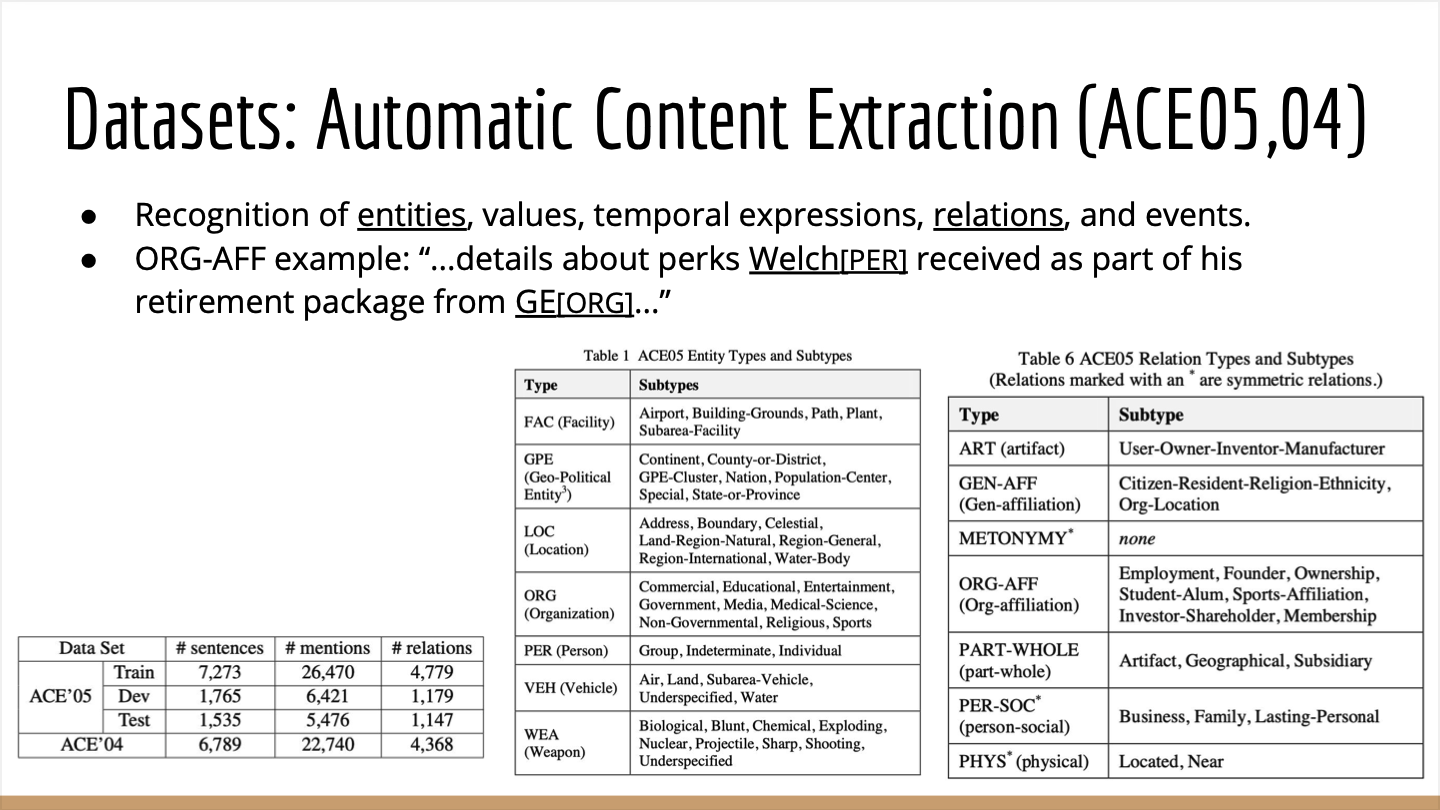 Datasets: Automatic Content Extraction (ACE05,04)
● Recognition of entities, values, temporal expressions, relations, and events.
● ORG-AFF example: “...details about perks Welch[PER] received as part of his
retirement package from GE[ORG]...”
Data Set # sentences # mentions # relations
ACE’05 Train 7,273 26,470 4,779
Dev 1,765 6,421 1,179
Test 1,535 5,476 1,147
ACE’04 6,789 22,740 4,368
Table 1 ACE05 Entity Types and Subtypes
Type Subtypes
FAC (Facility) Airport, Building-Grounds, Path, Plant,
Subarea-Facility
GPE Continent, County-or-District,
(Geo-Political GPE-Cluster, Nation, Population-Center,
Entity³) Special, State-or-Province
LOC Address, Boundary, Celestial,
(Location) Land-Region-Natural, Region-General,
Region-International, Water-Body
ORG Commercial, Educational, Entertainment,
(Organization) Government, Media, Medical-Science,
Non-Governmental, Religious, Sports
PER (Person) Group, Indeterminate, Individual
VEH (Vehicle) Air, Land, Subarea-Vehicle,
Underspecified, Water
WEA Biological, Blunt, Chemical, Exploding,
(Weapon) Nuclear, Projectile, Sharp, Shooting,
Underspecified
Table 6 ACE05 Relation Types and Subtypes
(Relations marked with an * are symmetric relations.)
Type Subtype
ART (artifact) User-Owner-Inventor-Manufacturer
GEN-AFF Citizen-Resident-Religion-Ethnicity,
(Gen-affiliation) Org-Location
METONYMY* none
ORG-AFF Employment, Founder, Ownership,
(Org-affiliation) Student-Alum, Sports-Affiliation,
Investor-Shareholder, Membership
PART-WHOLE Artifact, Geographical, Subsidiary
(part-whole)
PER-SOC* Business, Family, Lasting-Personal
(person-social)
PHYS* (physical) Located, Near